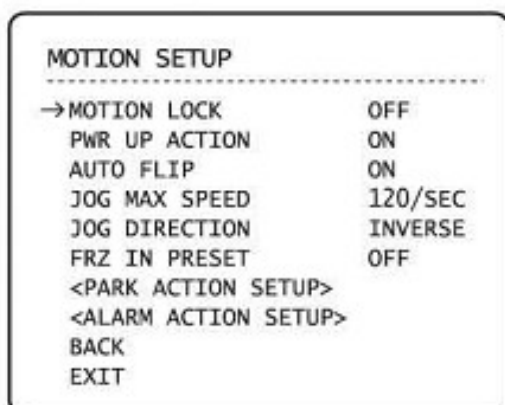 MOTION SETUP
→MOTION LOCK OFF
PWR UP ACTION ON
AUTO FLIP ON
JOG MAX SPEED 120/SEC
JOG DIRECTION INVERSE
FRZ IN PRESET OFF
<PARK ACTION SETUP>
<ALARM ACTION SETUP>
BACK
EXIT